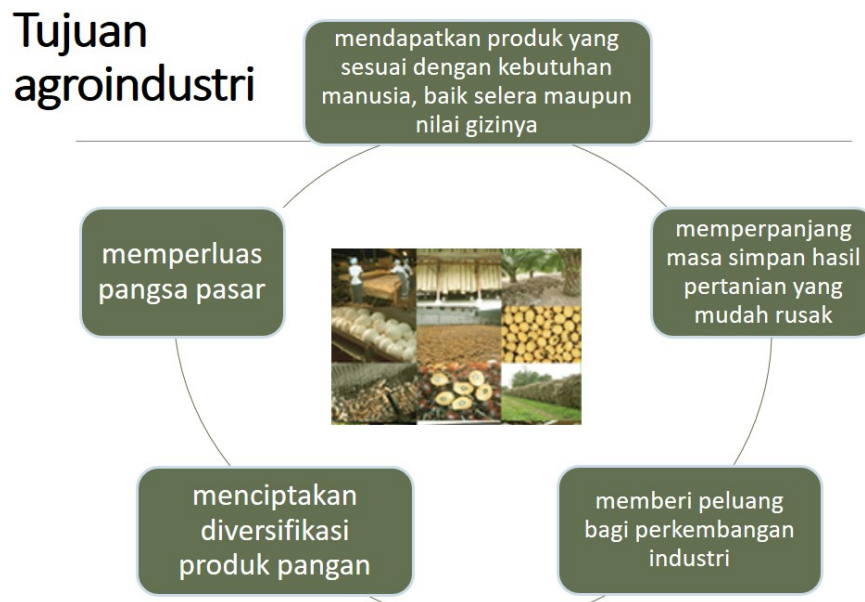 Tujuan
agroindustri
mendapatkan produk yang
sesuai dengan kebutuhan
manusia, baik selera maupun
nilai gizinya
memperpanjang
masa simpan hasil
pertanian yang
mudah rusak
memberi peluang
bagi perkembangan
industri
menciptakan
diversifikasi
produk pangan
memperluas
pangsa pasar